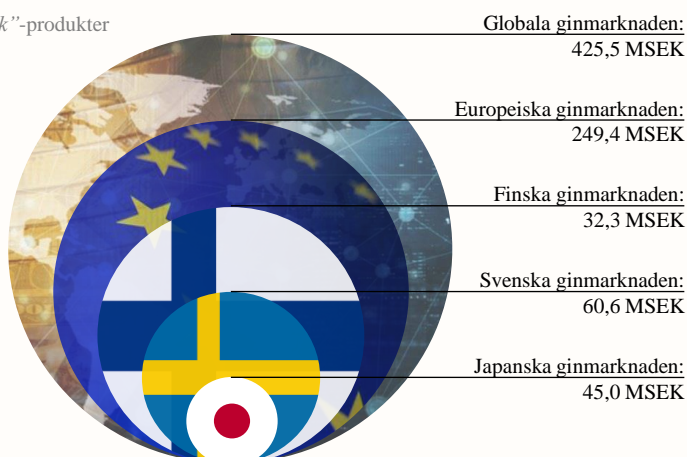 k”-produkter
Globala ginmarknaden:
425,5 MSEK
Europeiska ginmarknaden:
249,4 MSEK
Finska ginmarknaden:
32,3 MSEK
Svenska ginmarknaden:
60,6 MSEK
Japanska ginmarknaden:
45,0 MSEK